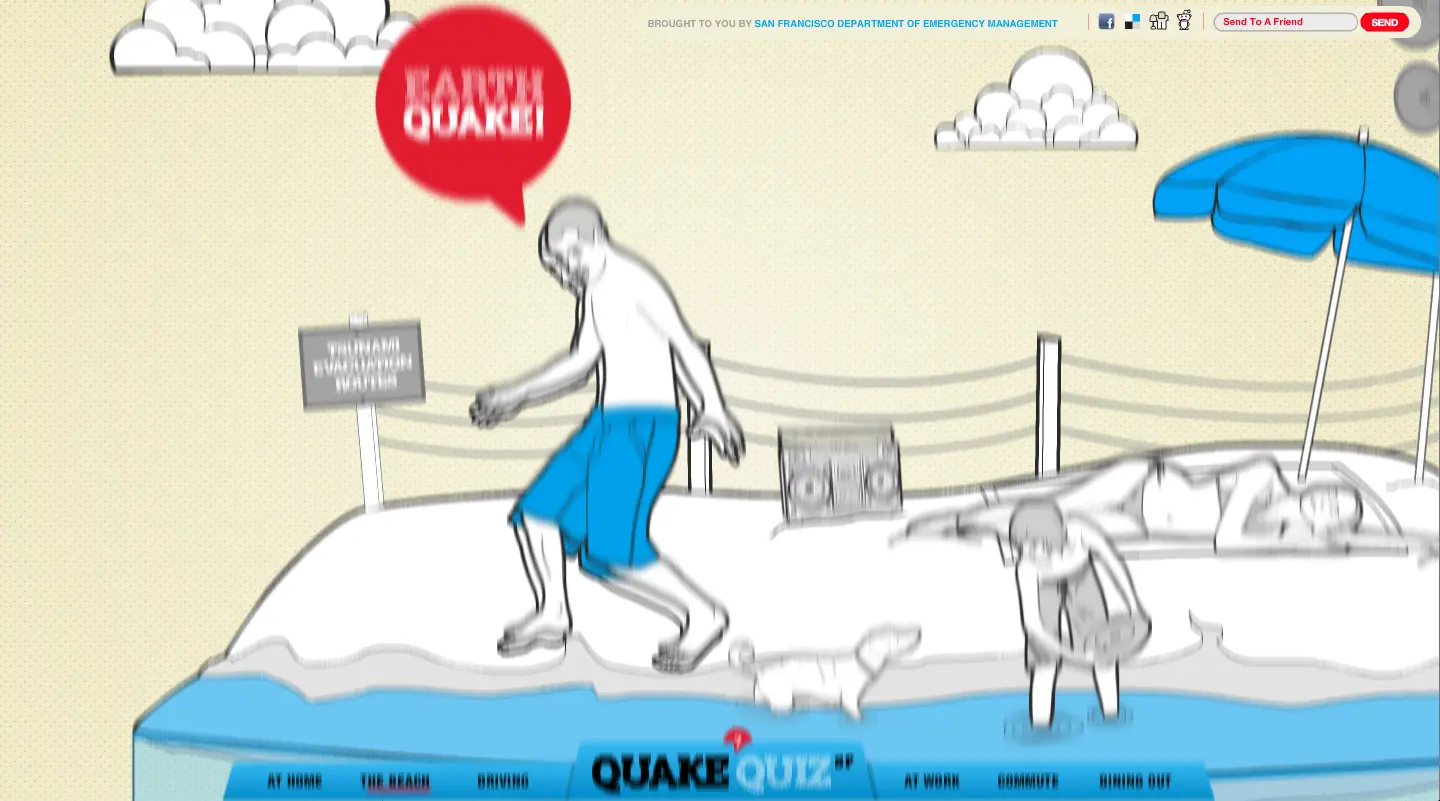 BROUGHT TO YOU BY SAN FRANCISCO DEPARTMENT OF EMERGENCY MANAGEMENT
Send To A Friend
SEND
EARTH
QUAKE!
TSUNAMI
EVACUATION
ROUTES
AT HOME
THE BEACH
DRIVING
QUAKE QUIZ SF
AT WORK
COMMUTE
DINING OUT